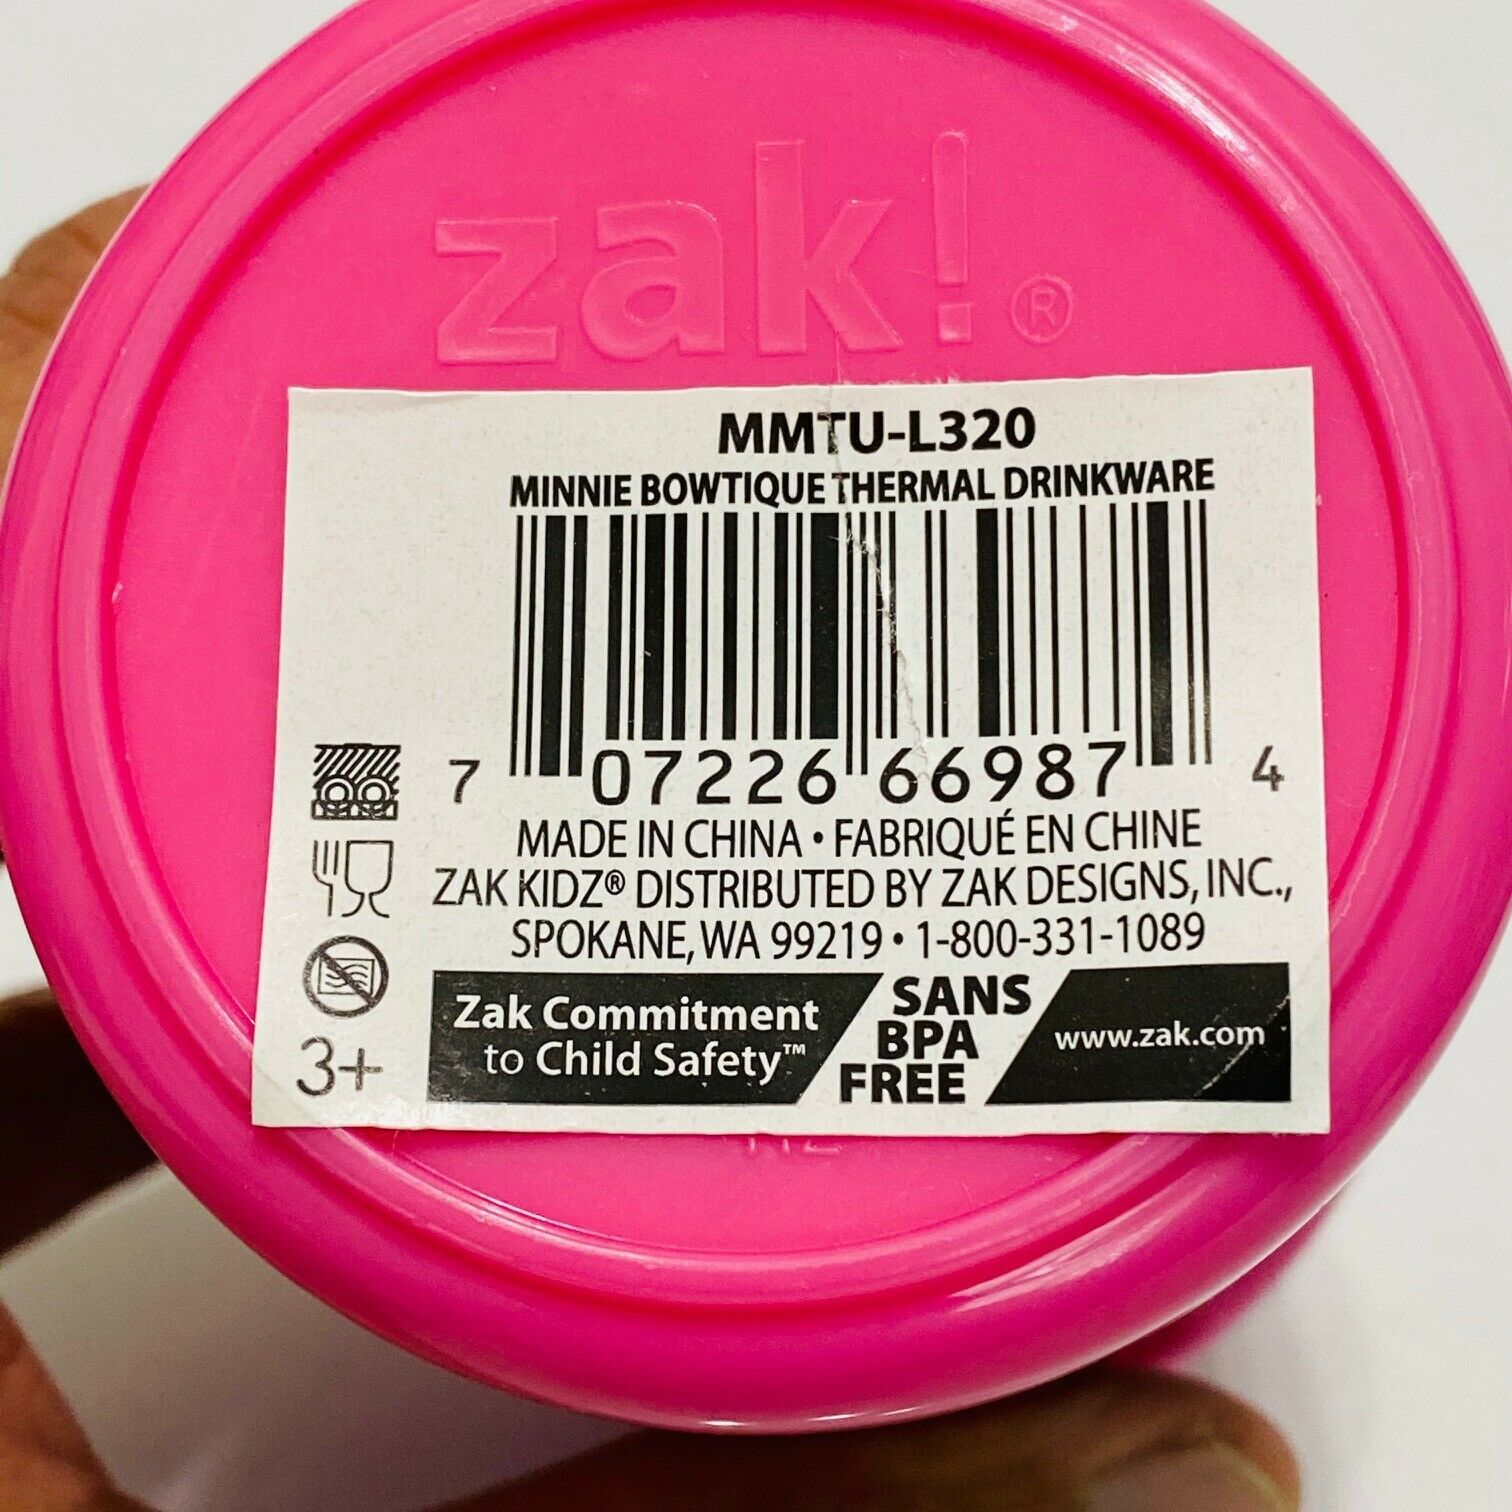 zak!®
MMTU-L320
MINNIE BOWTIQUE THERMAL DRINKWARE
7 07226 66987 4
MADE IN CHINA • FABRIQUÉ EN CHINE
ZAK KIDZ® DISTRIBUTED BY ZAK DESIGNS, INC.,
SPOKANE, WA 99219 • 1-800-331-1089
3+
Zak Commitment
to Child Safety™
SANS
BPA
FREE
www.zak.com